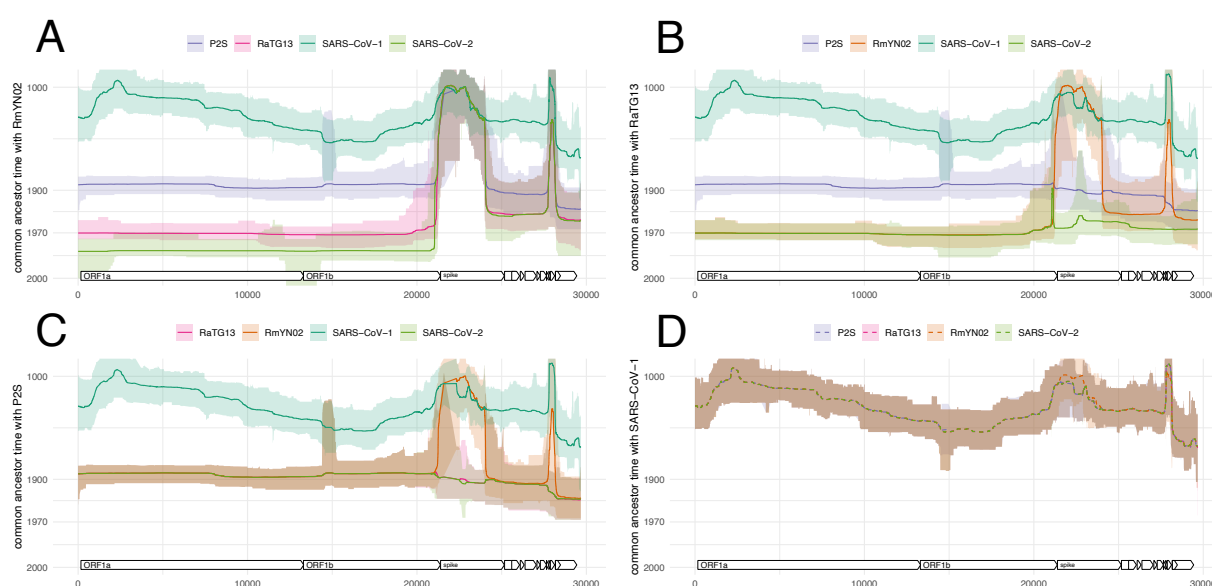 A
P2S RaTG13 SARS−CoV−1 SARS−CoV−2
common ancestor time with RmYN02
1000
1900
1970
2000
ORF1a ORF1b spike
0 10000 20000 30000
B
P2S RmYN02 SARS−CoV−1 SARS−CoV−2
common ancestor time with RaTG13
1000
1900
1970
2000
ORF1a ORF1b spike
0 10000 20000 30000
C
RaTG13 RmYN02 SARS−CoV−1 SARS−CoV−2
common ancestor time with P2S
1000
1900
1970
2000
ORF1a ORF1b spike
0 10000 20000 30000
D
P2S RaTG13 RmYN02 SARS−CoV−2
common ancestor time with SARS−CoV−1
1000
1900
1970
2000
ORF1a ORF1b spike
0 10000 20000 30000